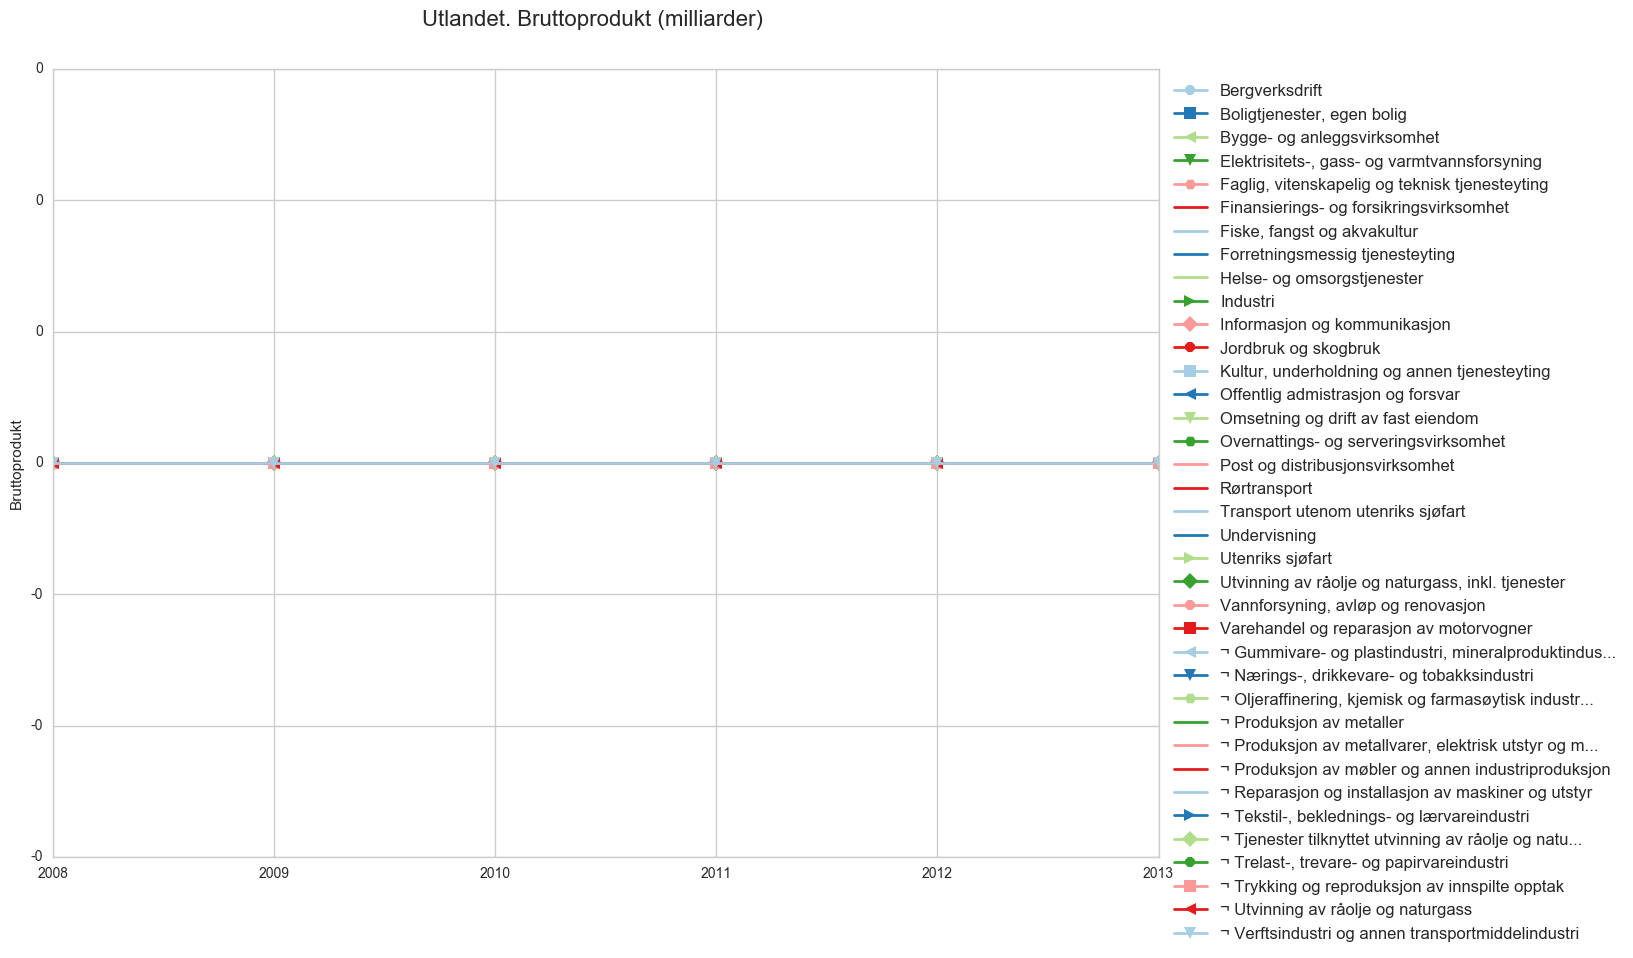 Utlandet. Bruttoprodukt (milliarder)
0
0
0
0
-0
-0
-0
Bruttoprodukt
2008
2009
2010
2011
2012
2013
Bergverksdrift
Boligtjenester, egen bolig
Bygge- og anleggsvirksomhet
Elektrisitets-, gass- og varmtvannsforsyning
Faglig, vitenskapelig og teknisk tjenesteyting
Finansierings- og forsikringsvirksomhet
Fiske, fangst og akvakultur
Forretningsmessig tjenesteyting
Helse- og omsorgstjenester
Industri
Informasjon og kommunikasjon
Jordbruk og skogbruk
Kultur, underholdning og annen tjenesteyting
Offentlig admistrasjon og forsvar
Omsetning og drift av fast eiendom
Overnattings- og serveringsvirksomhet
Post og distribusjonsvirksomhet
Rørtransport
Transport utenom utenriks sjøfart
Undervisning
Utenriks sjøfart
Utvinning av råolje og naturgass, inkl. tjenester
Vannforsyning, avløp og renovasjon
Varehandel og reparasjon av motorvogner
¬ Gummivare- og plastindustri, mineralproduktindus...
¬ Nærings-, drikkevare- og tobakksindustri
¬ Oljeraffinering, kjemisk og farmasøytisk industr...
¬ Produksjon av metaller
¬ Produksjon av metallvarer, elektrisk utstyr og m...
¬ Produksjon av møbler og annen industriproduksjon
¬ Reparasjon og installasjon av maskiner og utstyr
¬ Tekstil-, beklednings- og lærvareindustri
¬ Tjenester tilknyttet utvinning av råolje og natu...
¬ Trelast-, trevare- og papirvareindustri
¬ Trykking og reproduksjon av innspilte opptak
¬ Utvinning av råolje og naturgass
¬ Verftsindustri og annen transportmiddelindustri